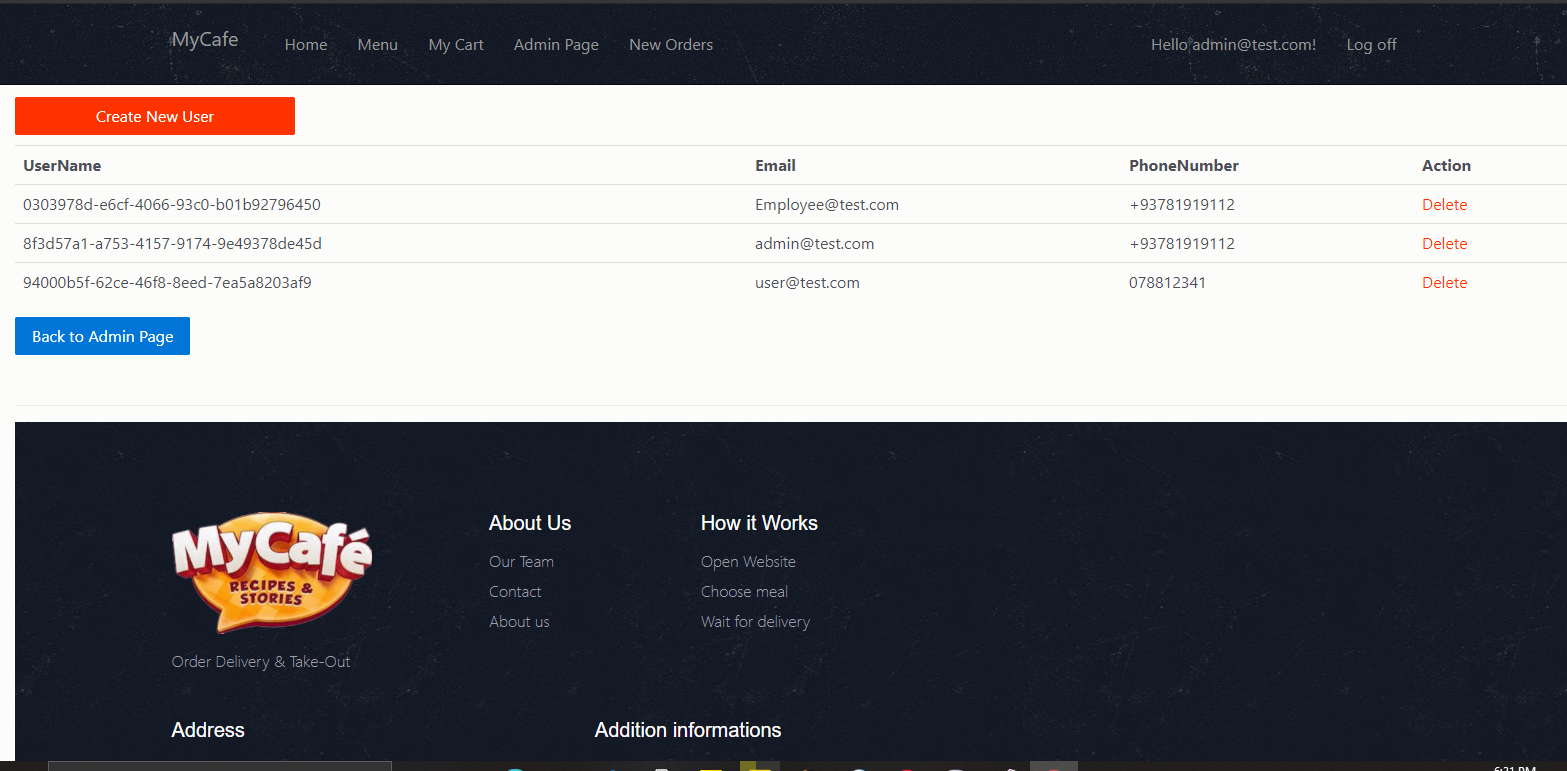 MyCafe Home Menu My Cart Admin Page New Orders Hello admin@test.com! Log off
Create New User
UserName Email PhoneNumber Action
0303978d-e6cf-4066-93c0-b01b92796450 Employee@test.com +93781919112 Delete
8f3d57a1-a753-4157-9174-9e49378de45d admin@test.com +93781919112 Delete
94000b5f-62ce-46f8-8eed-7ea5a8203af9 user@test.com 078812341 Delete
Back to Admin Page
MyCafé
RECIPES &
STORIES
Order Delivery & Take-Out
About Us
Our Team
Contact
About us
How it Works
Open Website
Choose meal
Wait for delivery
Address
Addition informations